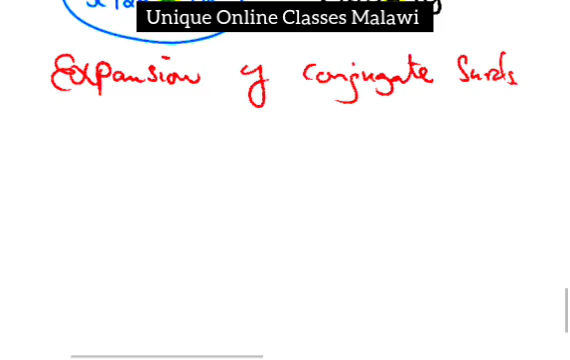 Unique Online Classes Malawi
Expansion of Conjugate Surds